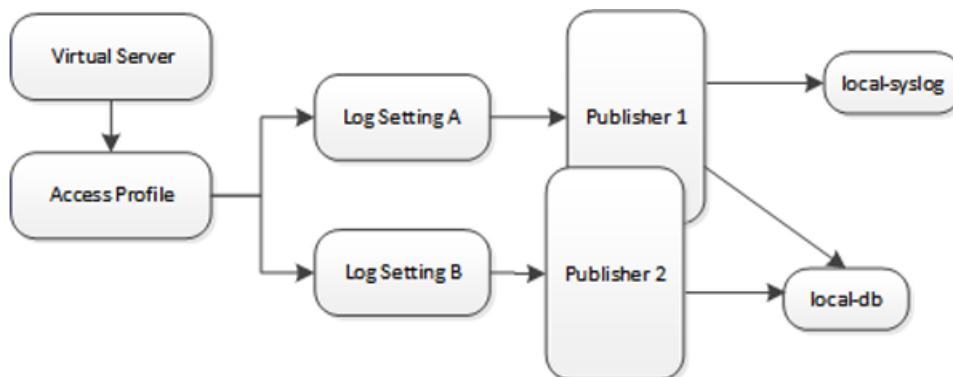 Virtual Server
Access Profile
Log Setting A
Log Setting B
Publisher 1
Publisher 2
local-syslog
local-db